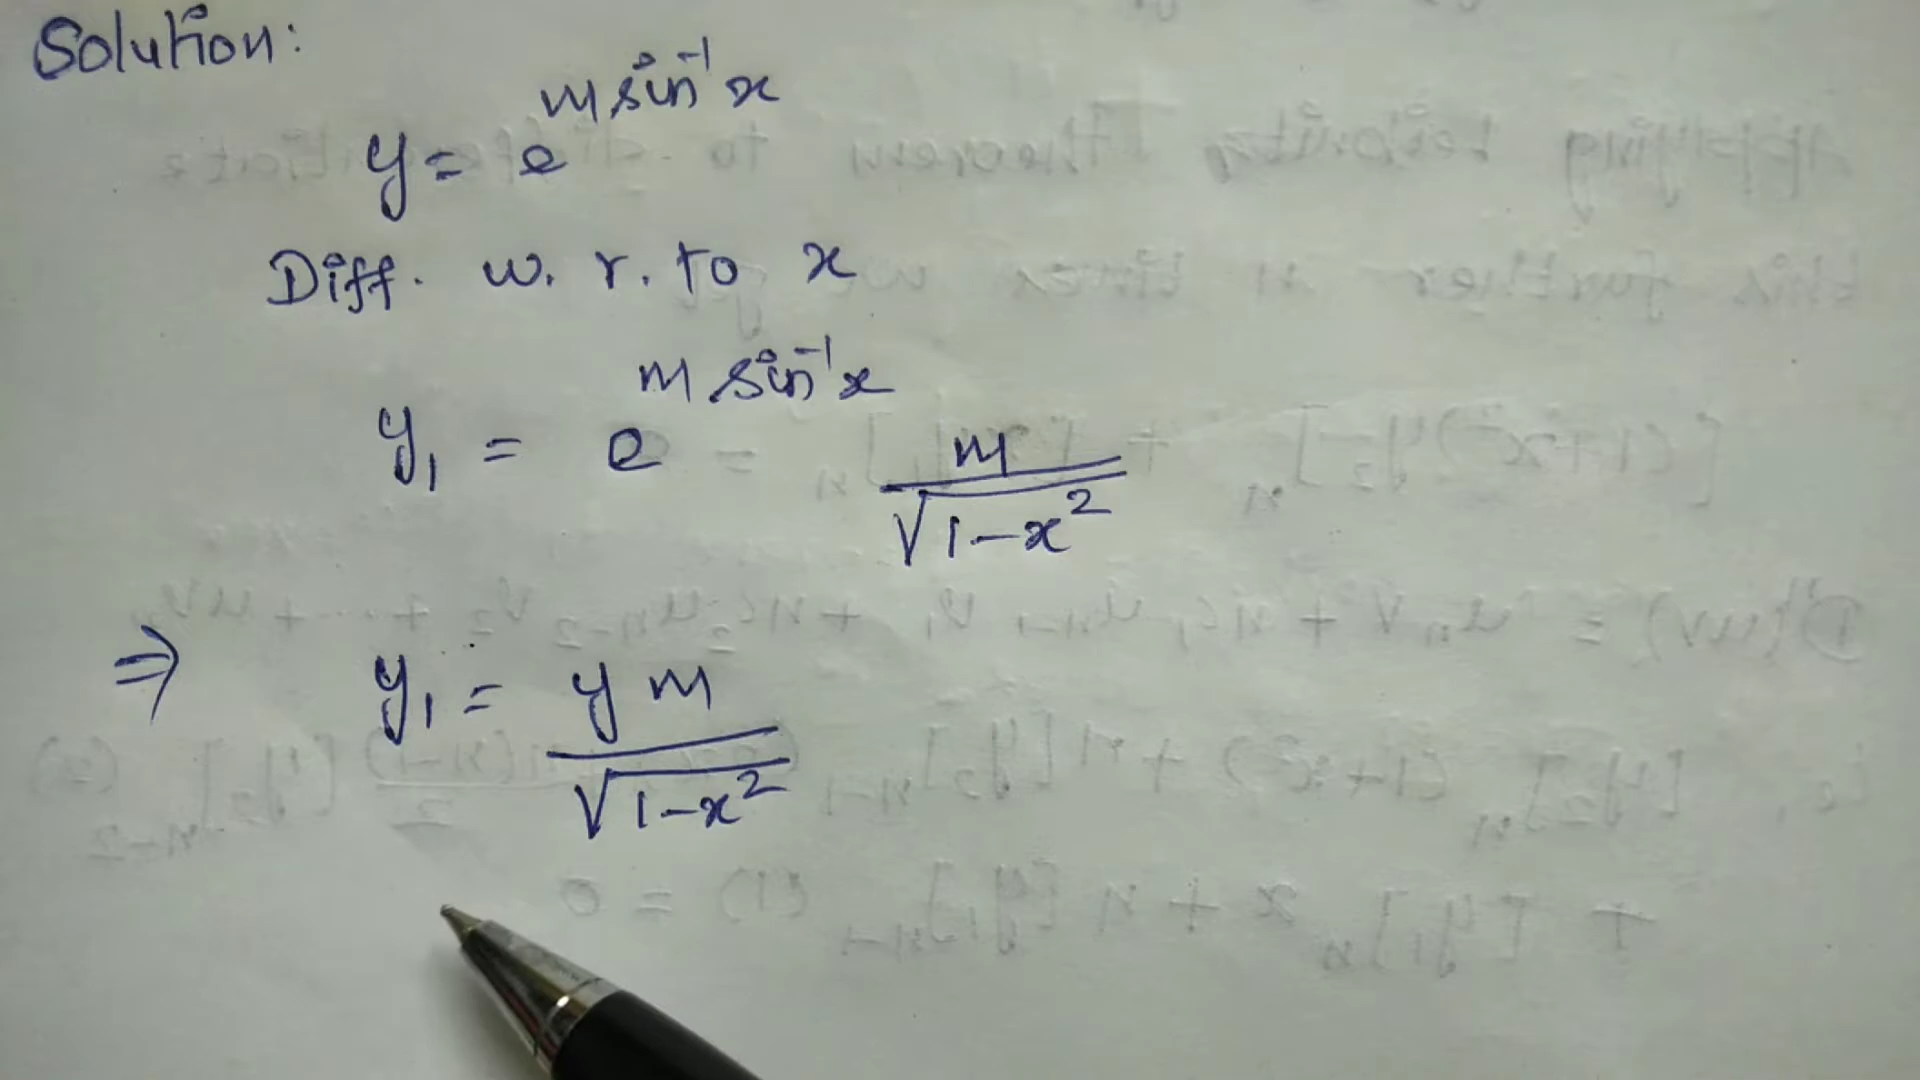 Solution:
y = e^{m sin⁻¹x}
Diff. w. r. to x
y₁ = e^{m sin⁻¹x} m/√(1-x²)
⇒ y₁ = ym/√(1-x²)